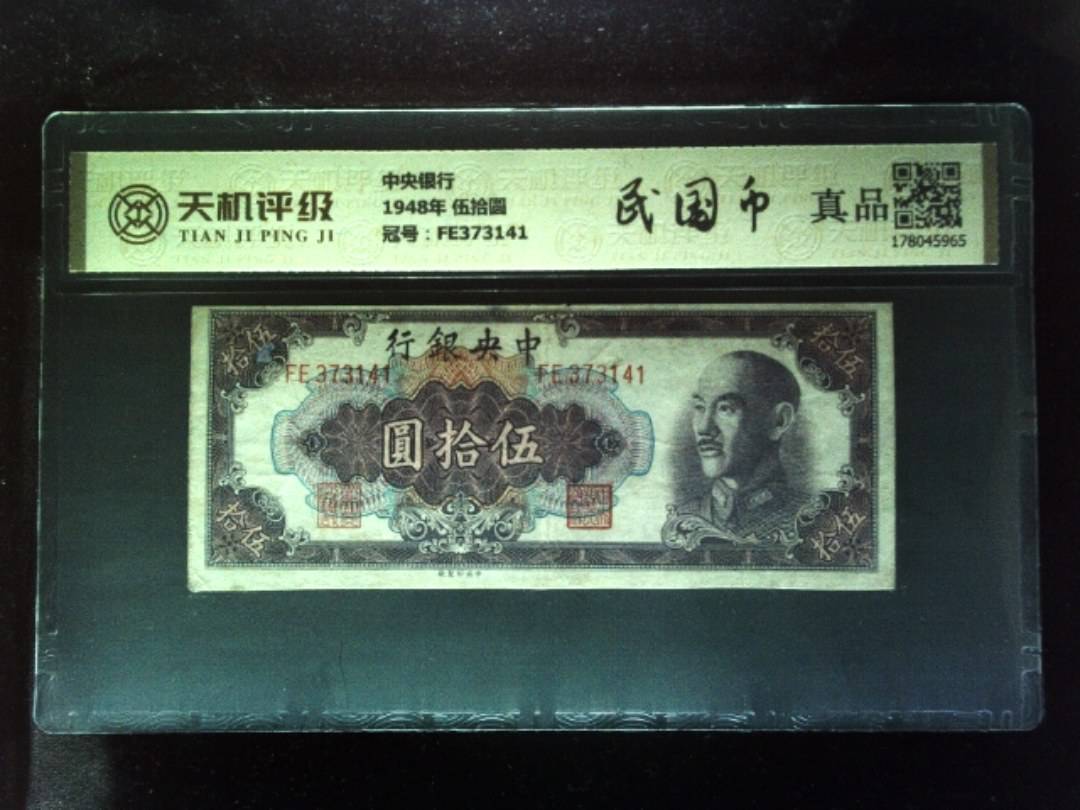 天机评级
TIAN JI PING JI
中央银行
1948年 伍拾圆
冠号：FE373141
民国币
真品
178045965
行銀央中
拾伍
拾伍
FE 373141
FE 373141
圓拾伍
拾伍
拾伍